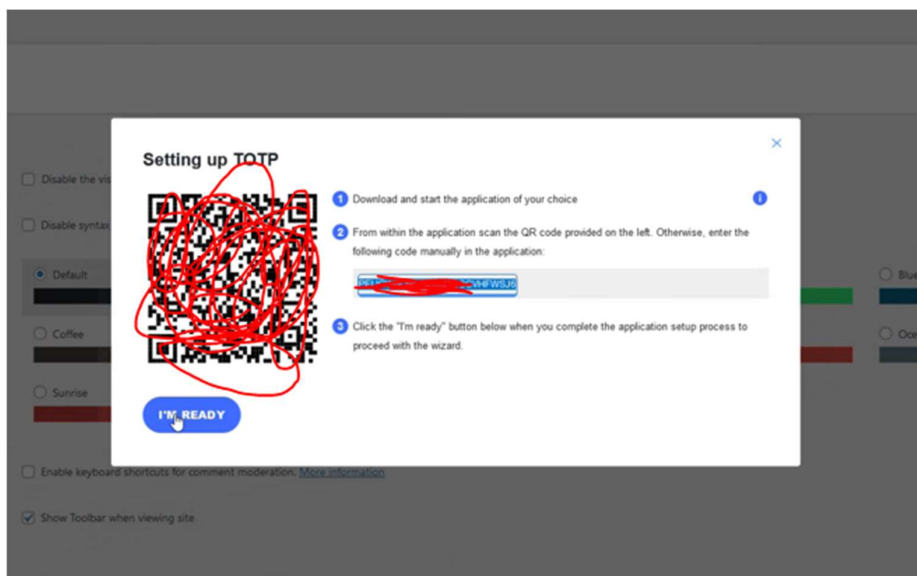 Setting up TOTP
Disable the vis
1 Download and start the application of your choice
i
Disable syntax
2 From within the application scan the QR code provided on the left. Otherwise, enter the
following code manually in the application:
Default
Blue
3 Click the "I'm ready" button below when you complete the application setup process to
proceed with the wizard.
Coffee
Oce
Sunrise
I'M READY
Enable keyboard shortcuts for comment moderation. More information
Show Toolbar when viewing site